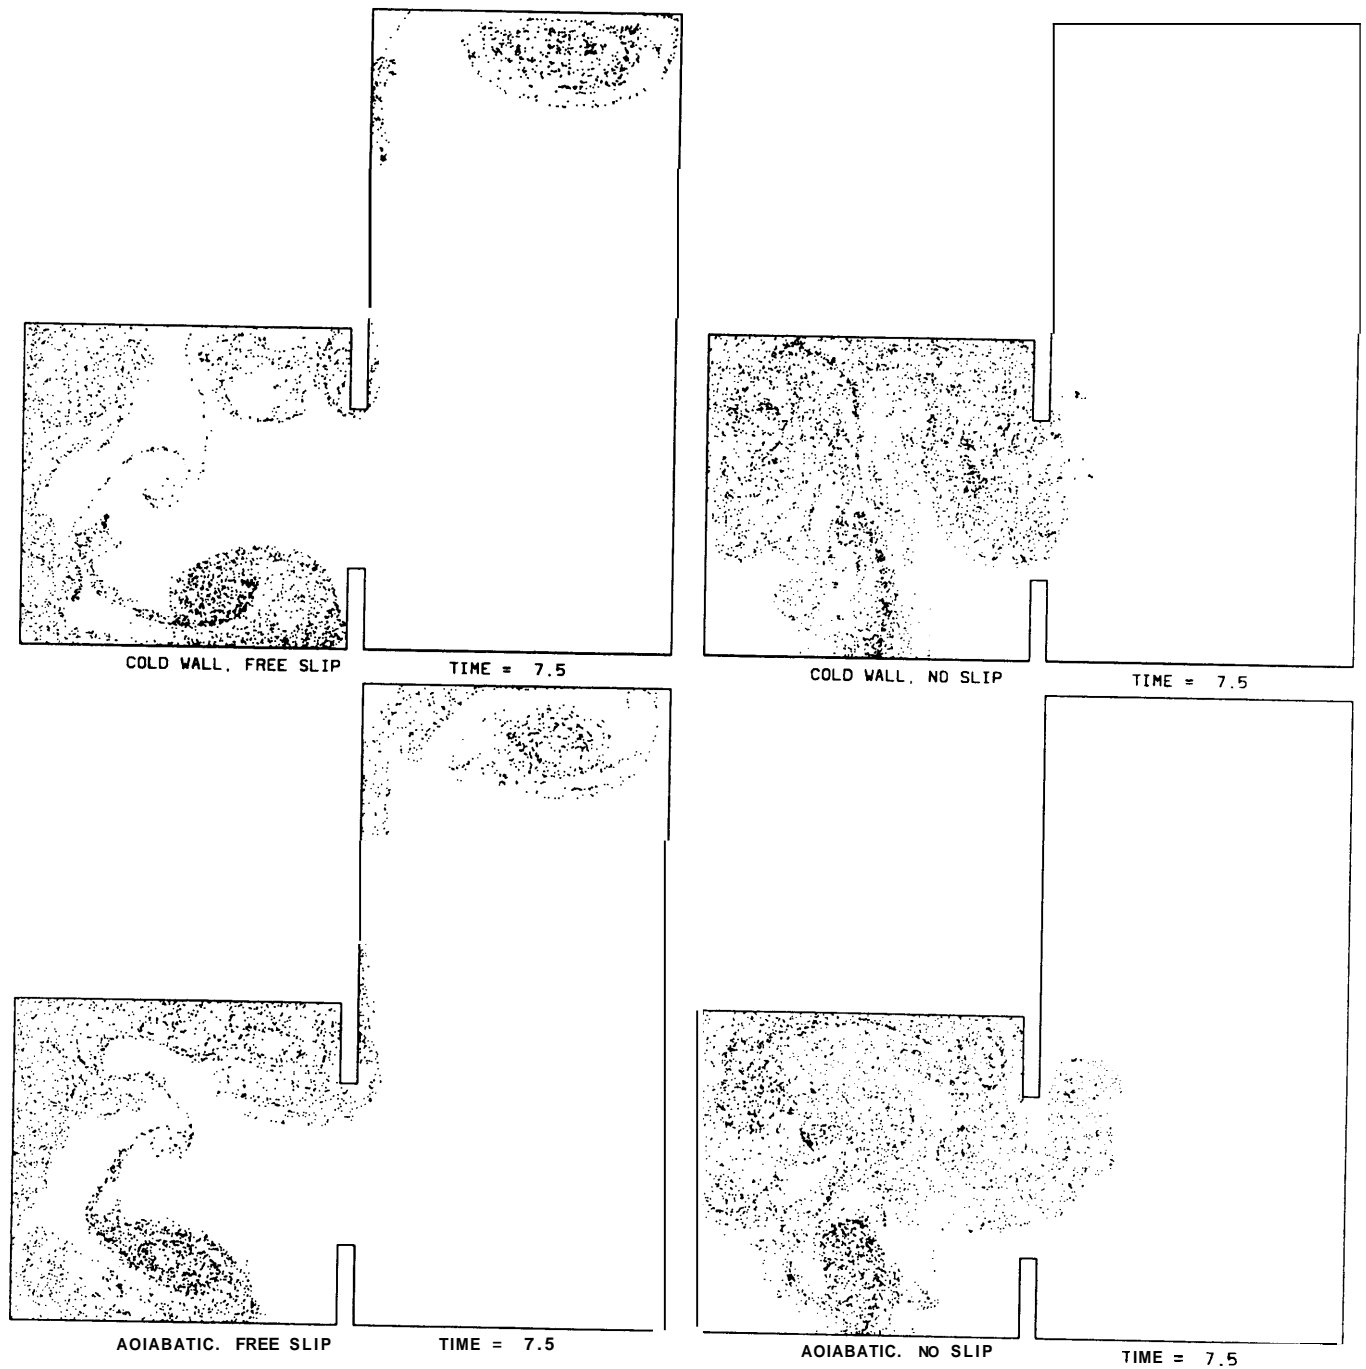 COLD WALL, FREE SLIP TIME = 7.5
COLD WALL, NO SLIP TIME = 7.5
AOIABATIC. FREE SLIP TIME = 7.5
AOIABATIC. NO SLIP TIME = 7.5